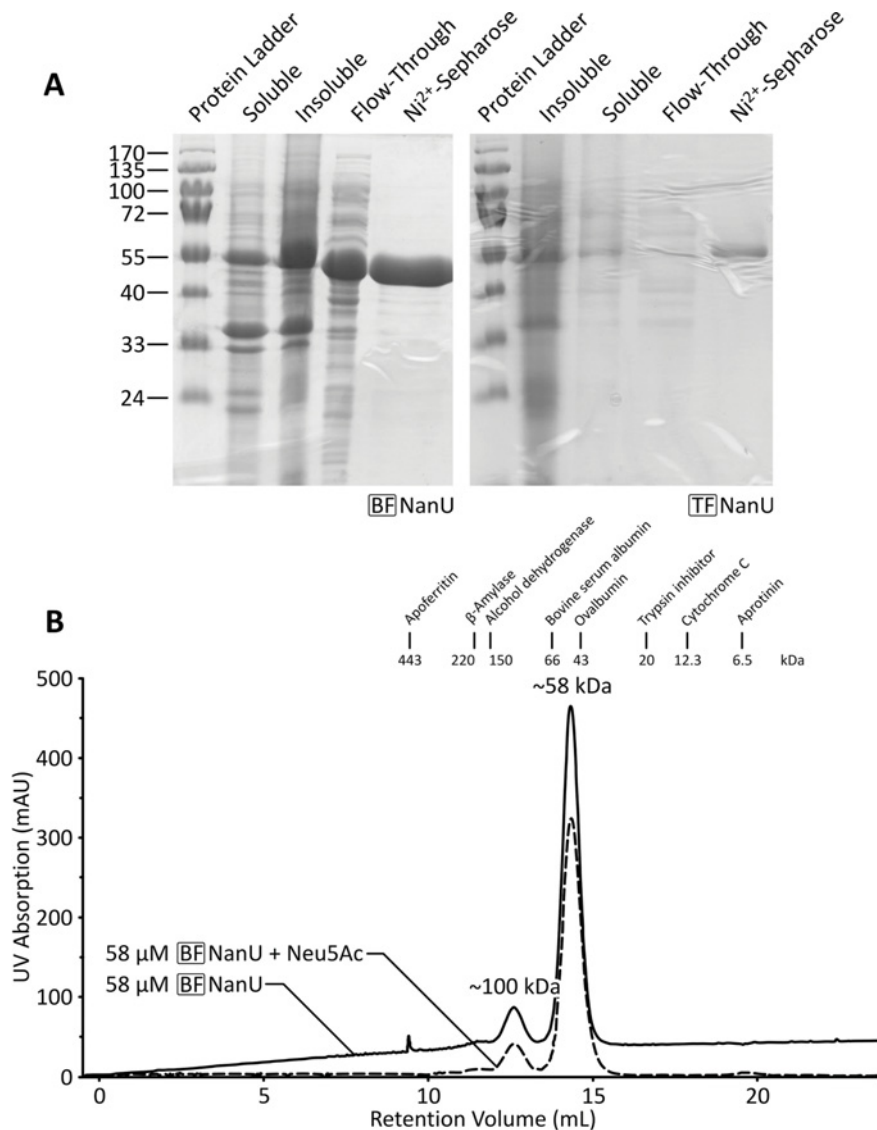 A
Protein Ladder
Soluble
Insoluble
Flow-Through
Ni²⁺-Sepharose
Protein Ladder
Insoluble
Soluble
Flow-Through
Ni²⁺-Sepharose
170
135
100
72
55
40
33
24
BF NanU
TF NanU
B
Apoferritin
β-Amylase
Alcohol dehydrogenase
Bovine serum albumin
Ovalbumin
Trypsin inhibitor
Cytochrome C
Aprotinin
443 220 150 66 43 20 12.3 6.5 kDa
~58 kDa
~100 kDa
58 µM BF NanU + Neu5Ac
58 µM BF NanU
UV Absorption (mAU)
500
400
300
200
100
0
0 5 10 15 20
Retention Volume (mL)